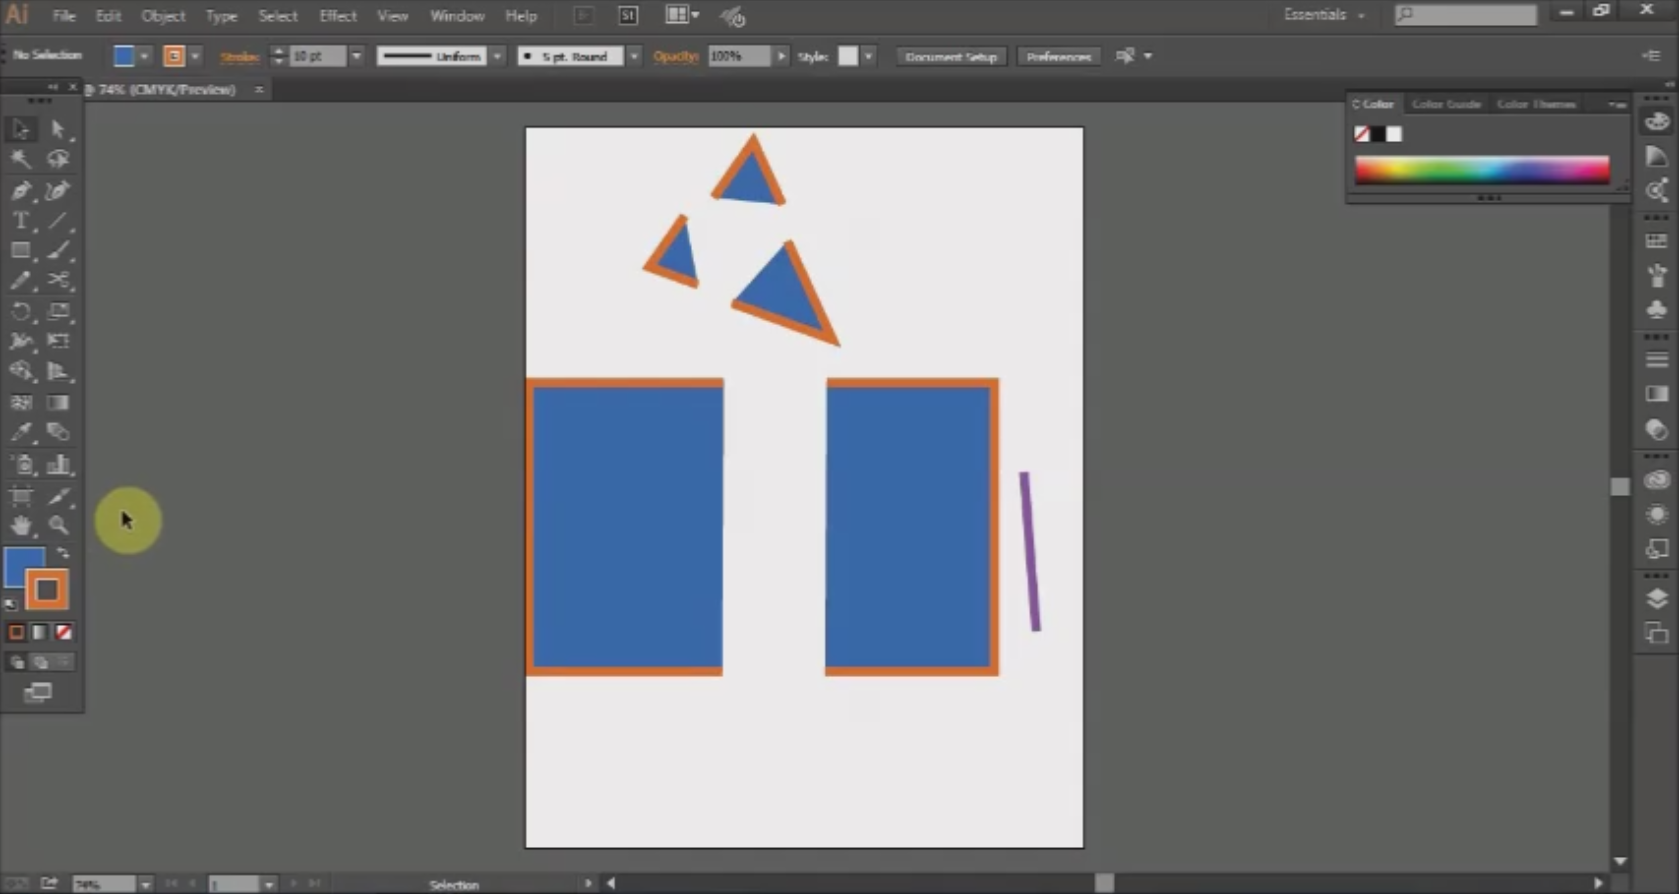 Ai File Edit Object Type Select Effect View Window Help Br St Essentials
No Selection Stroke: 10 pt Uniform 5 pt. Round Opacity: 100% Style: Document Setup Preferences
@ 74% (CMYK/Preview)
Color Color Guide Color Themes
T
74% 1 Selection